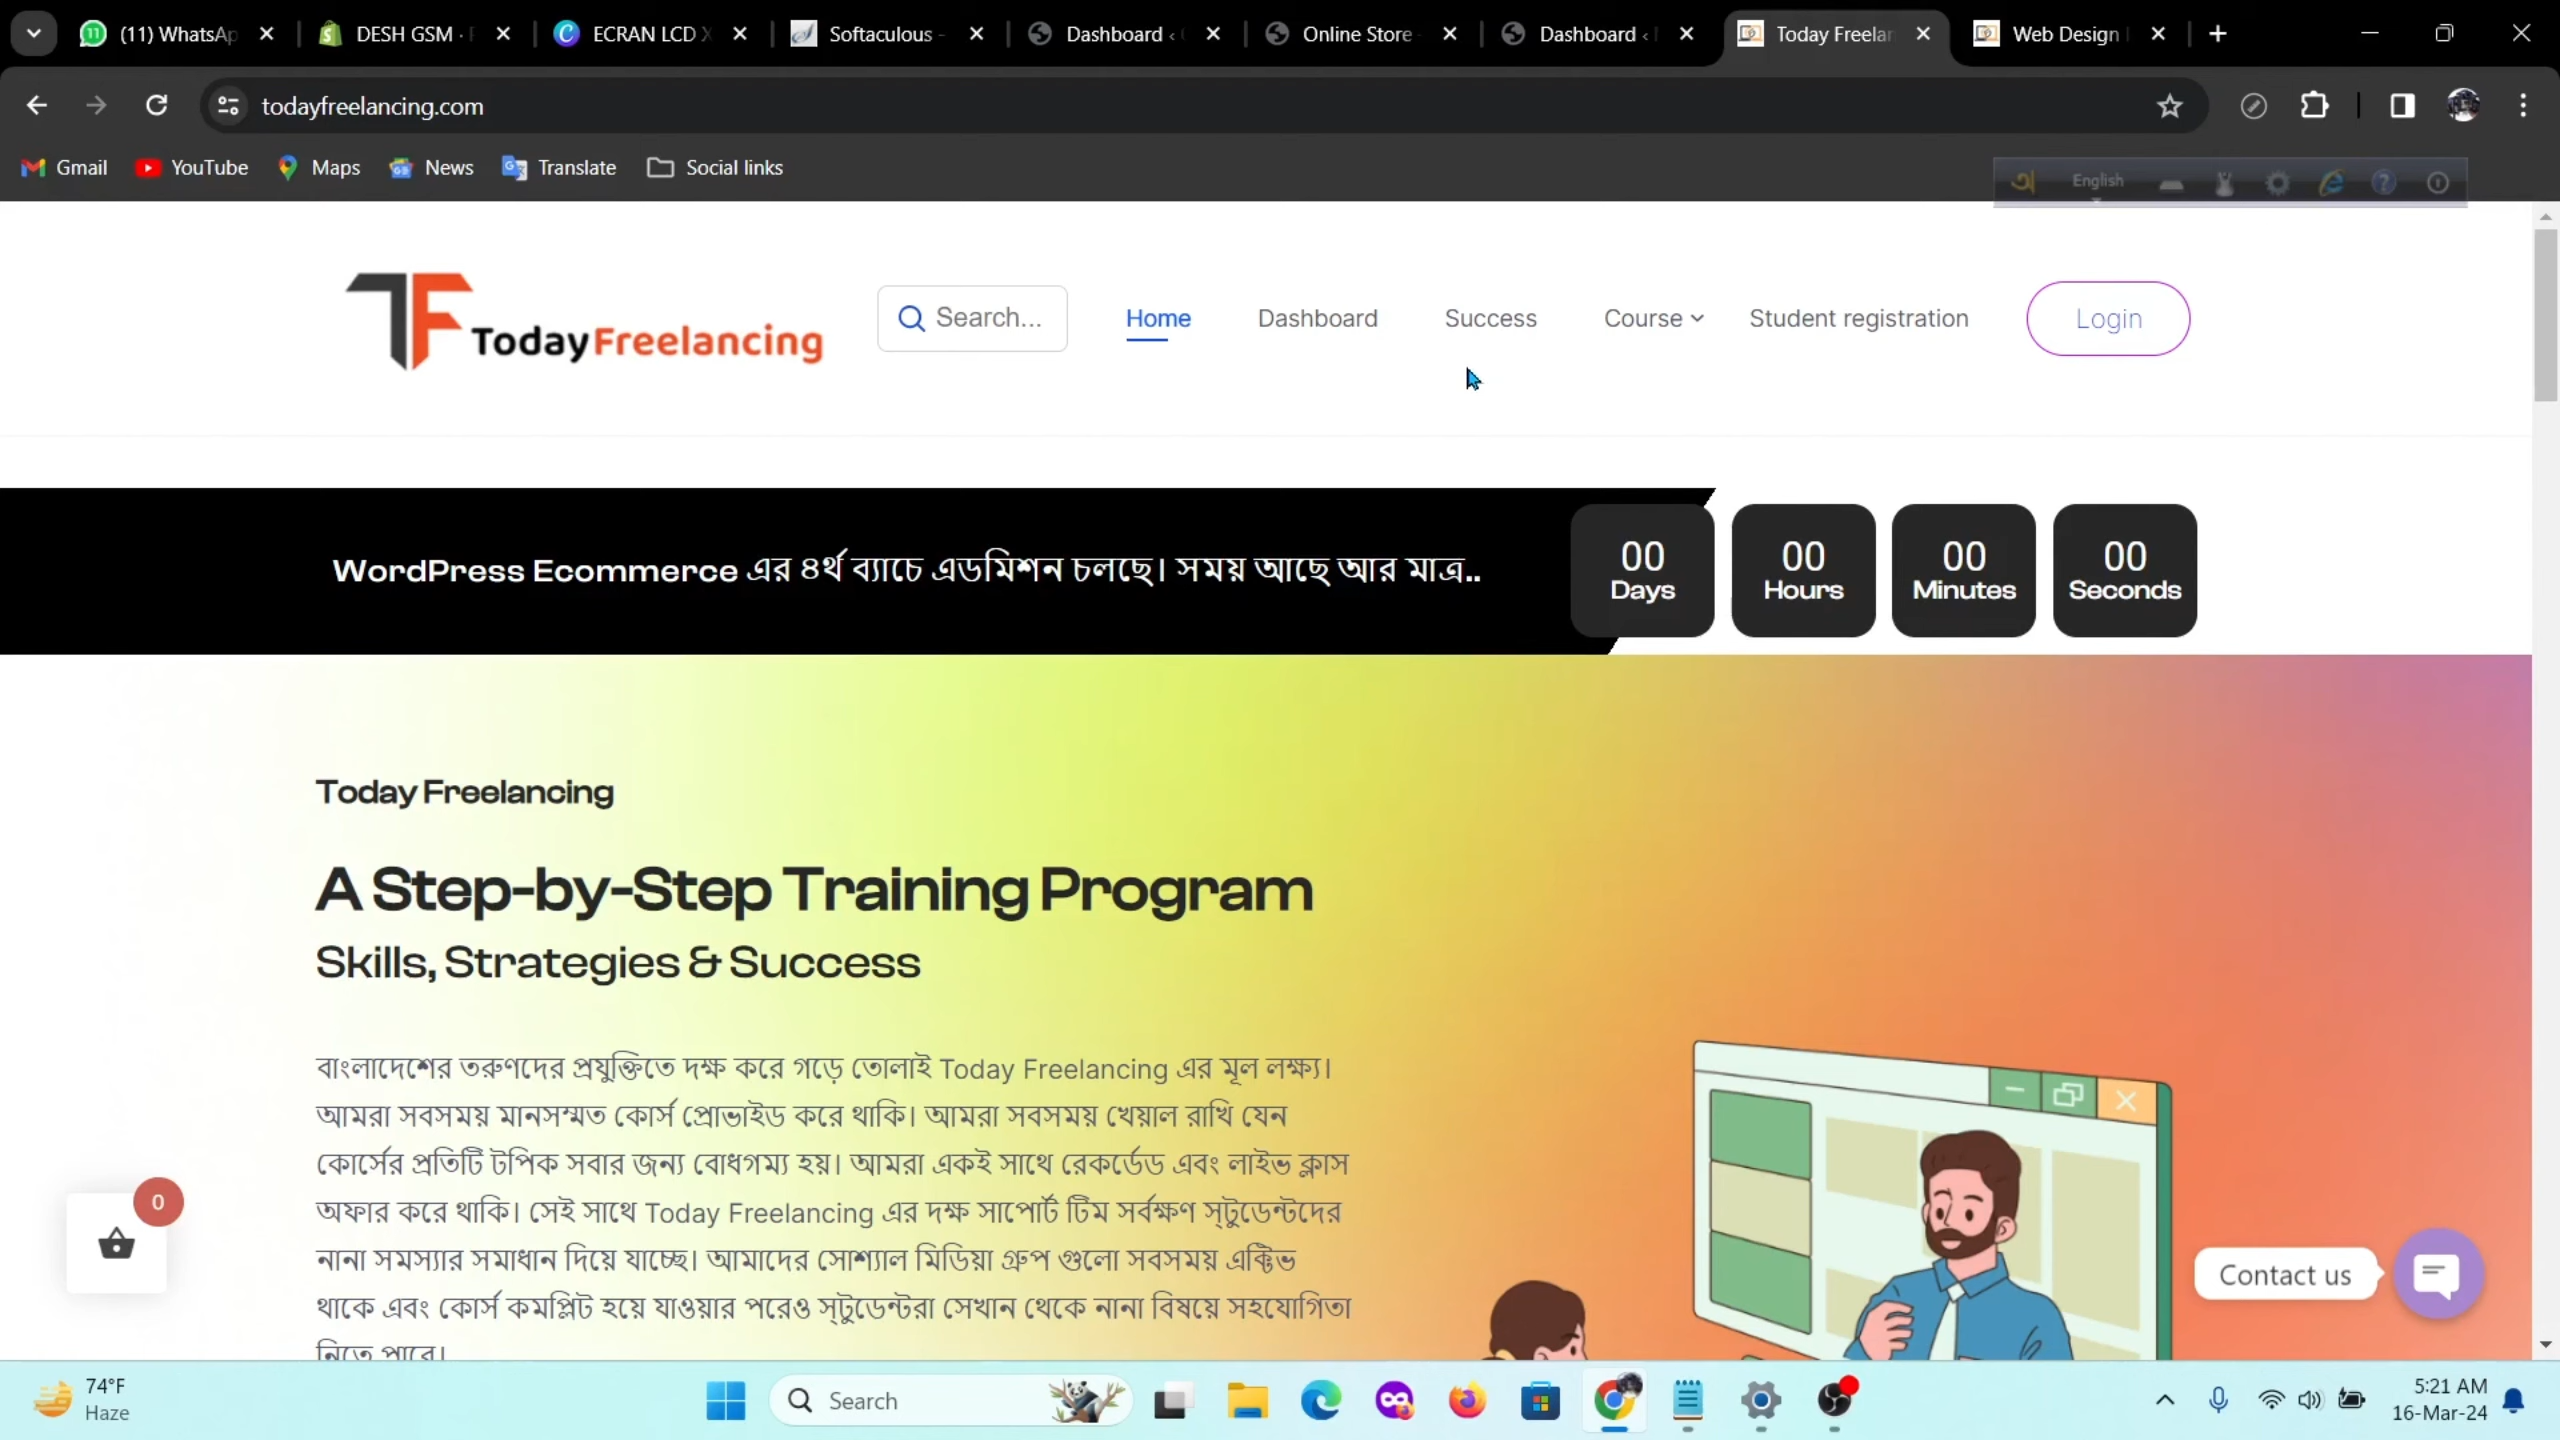 (11) WhatsAp
DESH GSM
ECRAN LCD X
Softaculous -
Dashboard ‹
Online Store
Dashboard ‹
Today Freelan
Web Design
todayfreelancing.com
Gmail
YouTube
Maps
News
Translate
Social links
English
TF Today Freelancing
Search...
Home
Dashboard
Success
Course
Student registration
Login
WordPress Ecommerce এর ৪র্থ ব্যাচে এডমিশন চলছে। সময় আছে আর মাত্র..
00
Days
00
Hours
00
Minutes
00
Seconds
Today Freelancing
A Step-by-Step Training Program
Skills, Strategies & Success
বাংলাদেশের তরুণদের প্রযুক্তিতে দক্ষ করে গড়ে তোলাই Today Freelancing এর মূল লক্ষ্য।
আমরা সবসময় মানসম্মত কোর্স প্রোভাইড করে থাকি। আমরা সবসময় খেয়াল রাখি যেন
কোর্সের প্রতিটি টপিক সবার জন্য বোধগম্য হয়। আমরা একই সাথে রেকর্ডেড এবং লাইভ ক্লাস
অফার করে থাকি। সেই সাথে Today Freelancing এর দক্ষ সাপোর্ট টিম সর্বক্ষণ স্টুডেন্টদের
নানা সমস্যার সমাধান দিয়ে যাচ্ছে। আমাদের সোশ্যাল মিডিয়া গ্রুপ গুলো সবসময় এক্টিভ
থাকে এবং কোর্স কমপ্লিট হয়ে যাওয়ার পরেও স্টুডেন্টরা সেখান থেকে নানা বিষয়ে সহযোগিতা
নিতে পারে।
0
Contact us
74°F
Haze
Search
5:21 AM
16-Mar-24